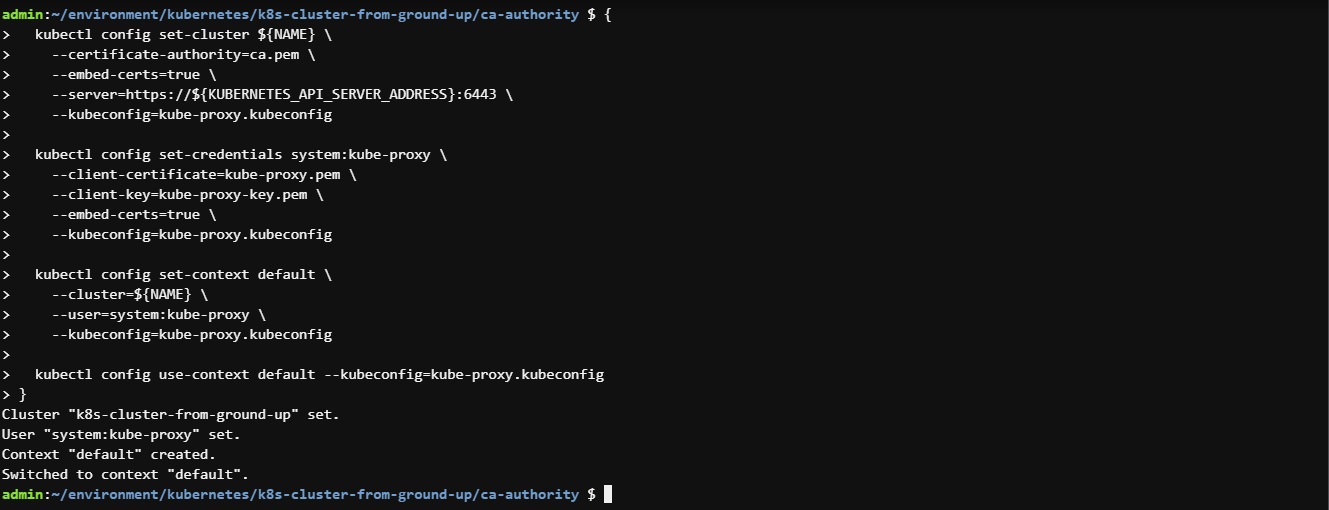 admin:~/environment/kubernetes/k8s-cluster-from-ground-up/ca-authority $ {
>   kubectl config set-cluster ${NAME} \
>     --certificate-authority=ca.pem \
>     --embed-certs=true \
>     --server=https://${KUBERNETES_API_SERVER_ADDRESS}:6443 \
>     --kubeconfig=kube-proxy.kubeconfig
>
>   kubectl config set-credentials system:kube-proxy \
>     --client-certificate=kube-proxy.pem \
>     --client-key=kube-proxy-key.pem \
>     --embed-certs=true \
>     --kubeconfig=kube-proxy.kubeconfig
>
>   kubectl config set-context default \
>     --cluster=${NAME} \
>     --user=system:kube-proxy \
>     --kubeconfig=kube-proxy.kubeconfig
>
>   kubectl config use-context default --kubeconfig=kube-proxy.kubeconfig
> }
Cluster "k8s-cluster-from-ground-up" set.
User "system:kube-proxy" set.
Context "default" created.
Switched to context "default".
admin:~/environment/kubernetes/k8s-cluster-from-ground-up/ca-authority $